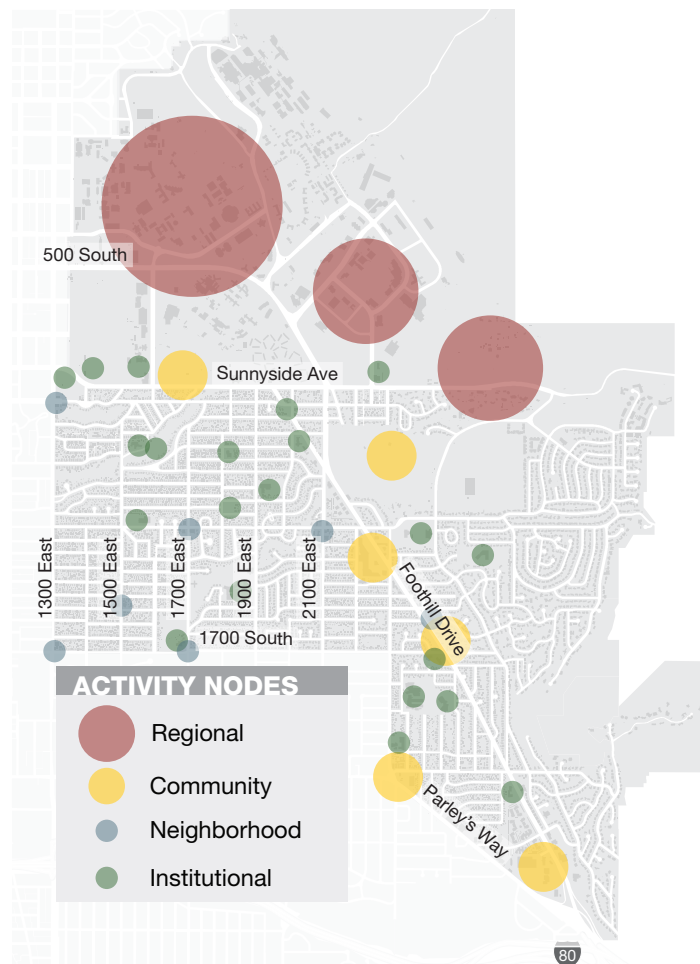 500 South
Sunnyside Ave
1300 East
1500 East
1700 East
1900 East
2100 East
Foothill Drive
1700 South
ACTIVITY NODES
Regional
Community
Neighborhood
Institutional
Parley's Way
80